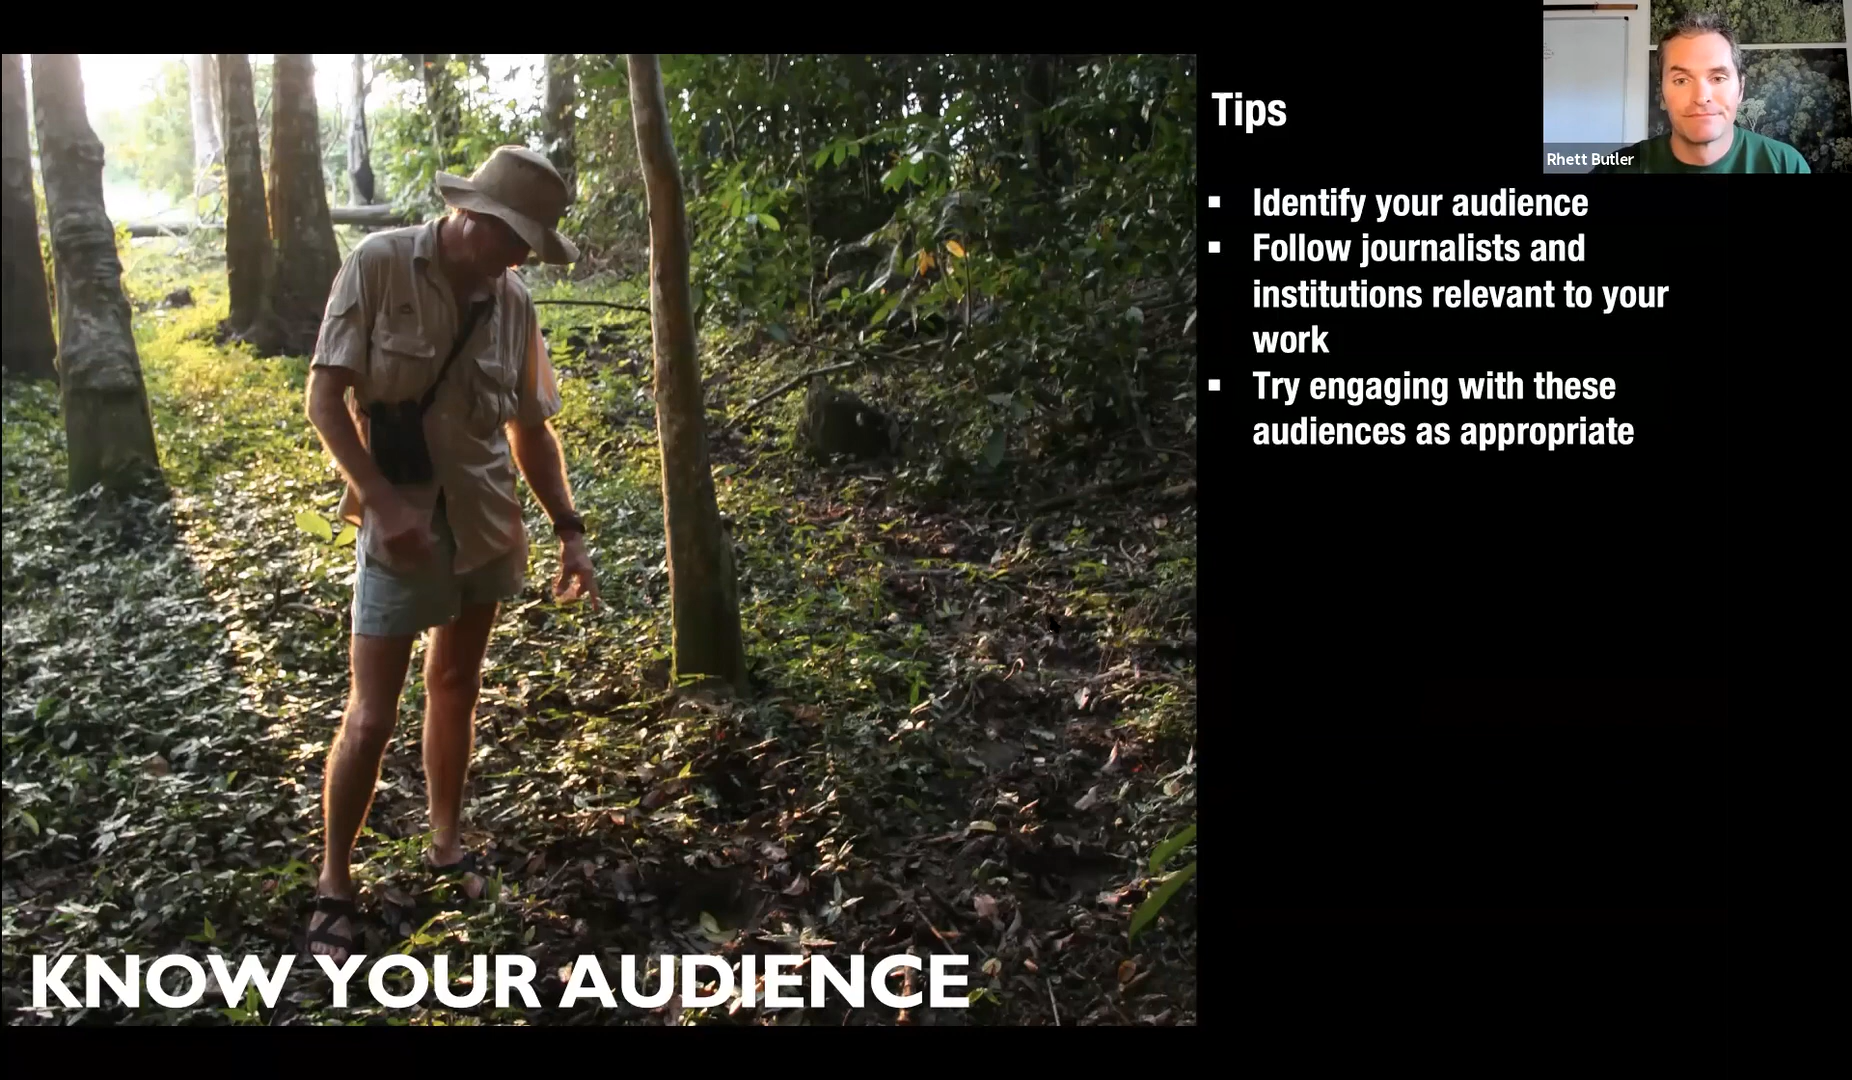 Tips
Rhett Butler
▪ Identify your audience
▪ Follow journalists and
institutions relevant to your
work
▪ Try engaging with these
audiences as appropriate
KNOW YOUR AUDIENCE